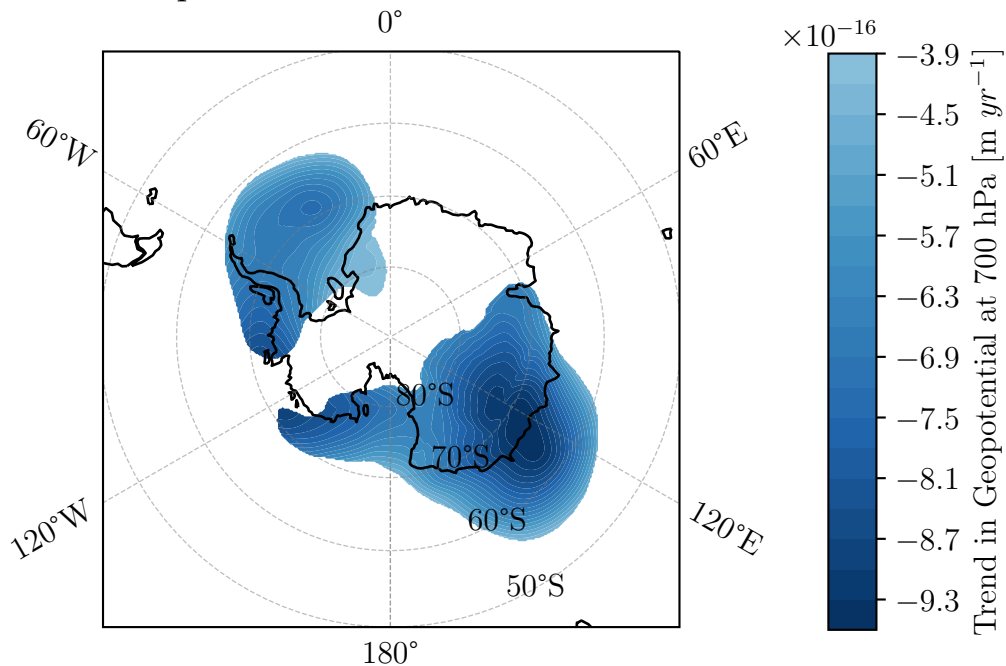 0°
60°W
60°E
80°S
70°S
60°S
50°S
120°W
120°E
180°
×10⁻¹⁶
−3.9
−4.5
−5.1
−5.7
−6.3
−6.9
−7.5
−8.1
−8.7
−9.3
Trend in Geopotential at 700 hPa [m yr⁻¹]